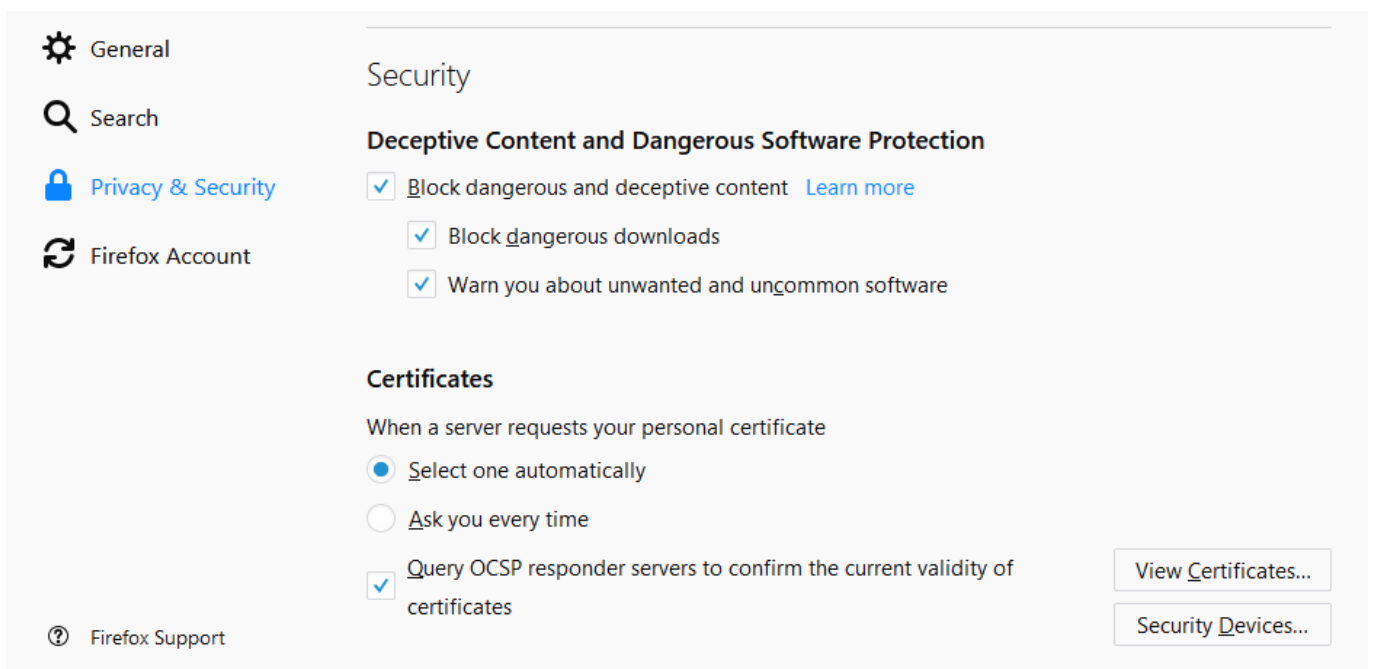 General
Search
Privacy & Security
Firefox Account
Firefox Support
Security
Deceptive Content and Dangerous Software Protection
Block dangerous and deceptive content Learn more
Block dangerous downloads
Warn you about unwanted and uncommon software
Certificates
When a server requests your personal certificate
Select one automatically
Ask you every time
Query OCSP responder servers to confirm the current validity of
certificates
View Certificates...
Security Devices...